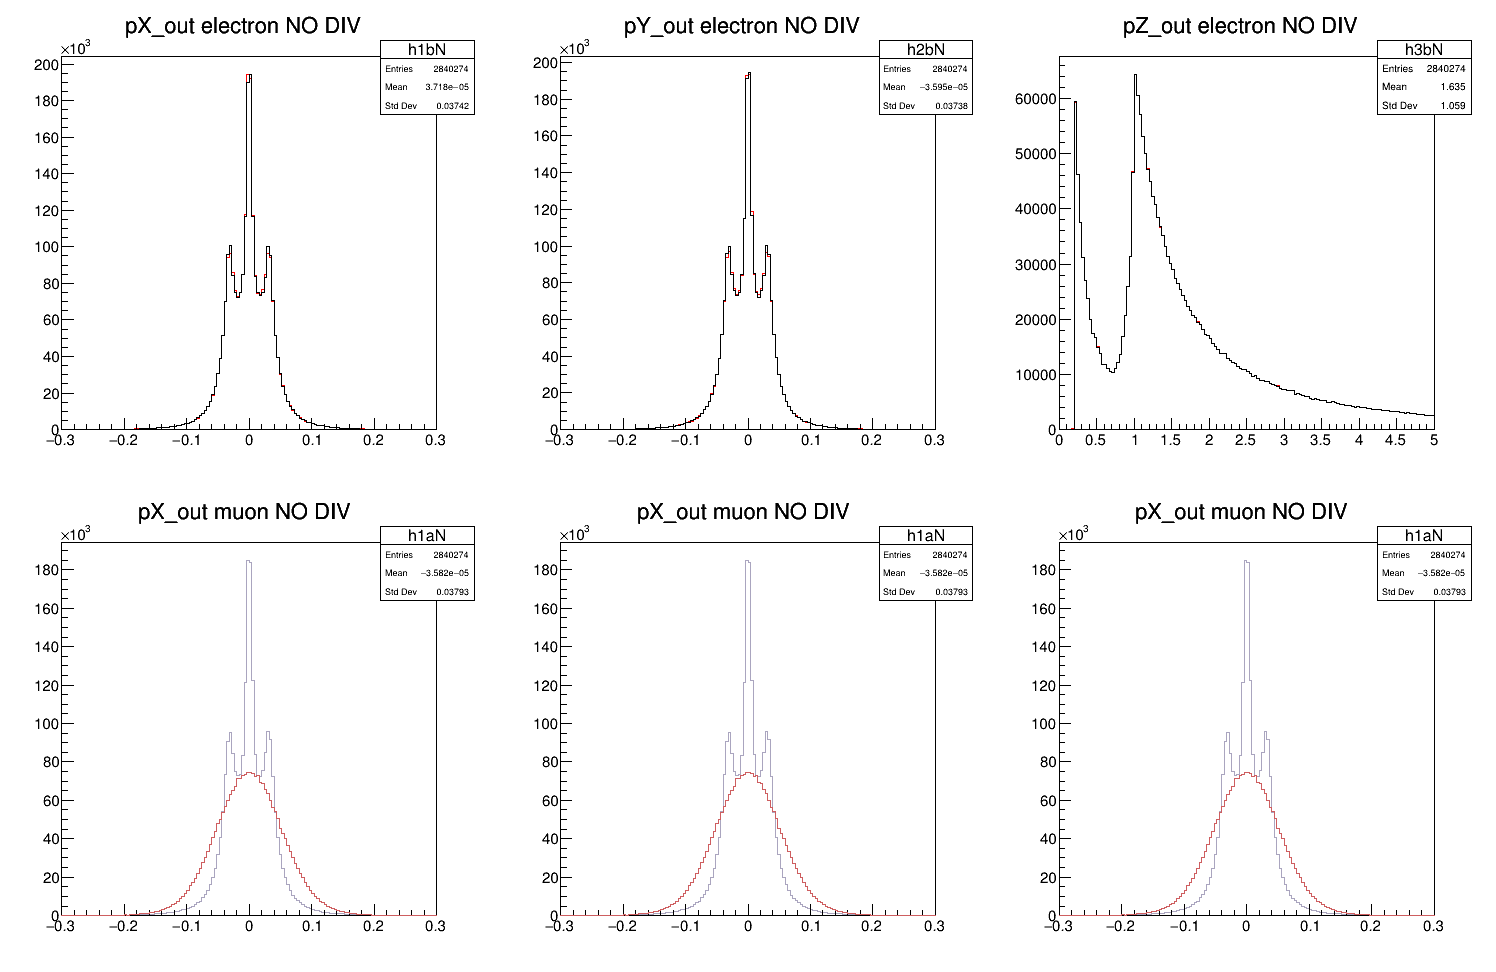 pX_out electron NO DIV
×10³
h1bN
Entries 2840274
Mean 3.718e−05
Std Dev 0.03742
200
180
160
140
120
100
80
60
40
20
0
−0.3 −0.2 −0.1 0 0.1 0.2 0.3
pY_out electron NO DIV
×10³
h2bN
Entries 2840274
Mean −3.595e−05
Std Dev 0.03738
200
180
160
140
120
100
80
60
40
20
0
−0.3 −0.2 −0.1 0 0.1 0.2 0.3
pZ_out electron NO DIV
h3bN
Entries 2840274
Mean 1.635
Std Dev 1.059
60000
50000
40000
30000
20000
10000
0
0 0.5 1 1.5 2 2.5 3 3.5 4 4.5 5
pX_out muon NO DIV
×10³
h1aN
Entries 2840274
Mean −3.582e−05
Std Dev 0.03793
180
160
140
120
100
80
60
40
20
0
−0.3 −0.2 −0.1 0 0.1 0.2 0.3
pX_out muon NO DIV
×10³
h1aN
Entries 2840274
Mean −3.582e−05
Std Dev 0.03793
180
160
140
120
100
80
60
40
20
0
−0.3 −0.2 −0.1 0 0.1 0.2 0.3
pX_out muon NO DIV
×10³
h1aN
Entries 2840274
Mean −3.582e−05
Std Dev 0.03793
180
160
140
120
100
80
60
40
20
0
−0.3 −0.2 −0.1 0 0.1 0.2 0.3